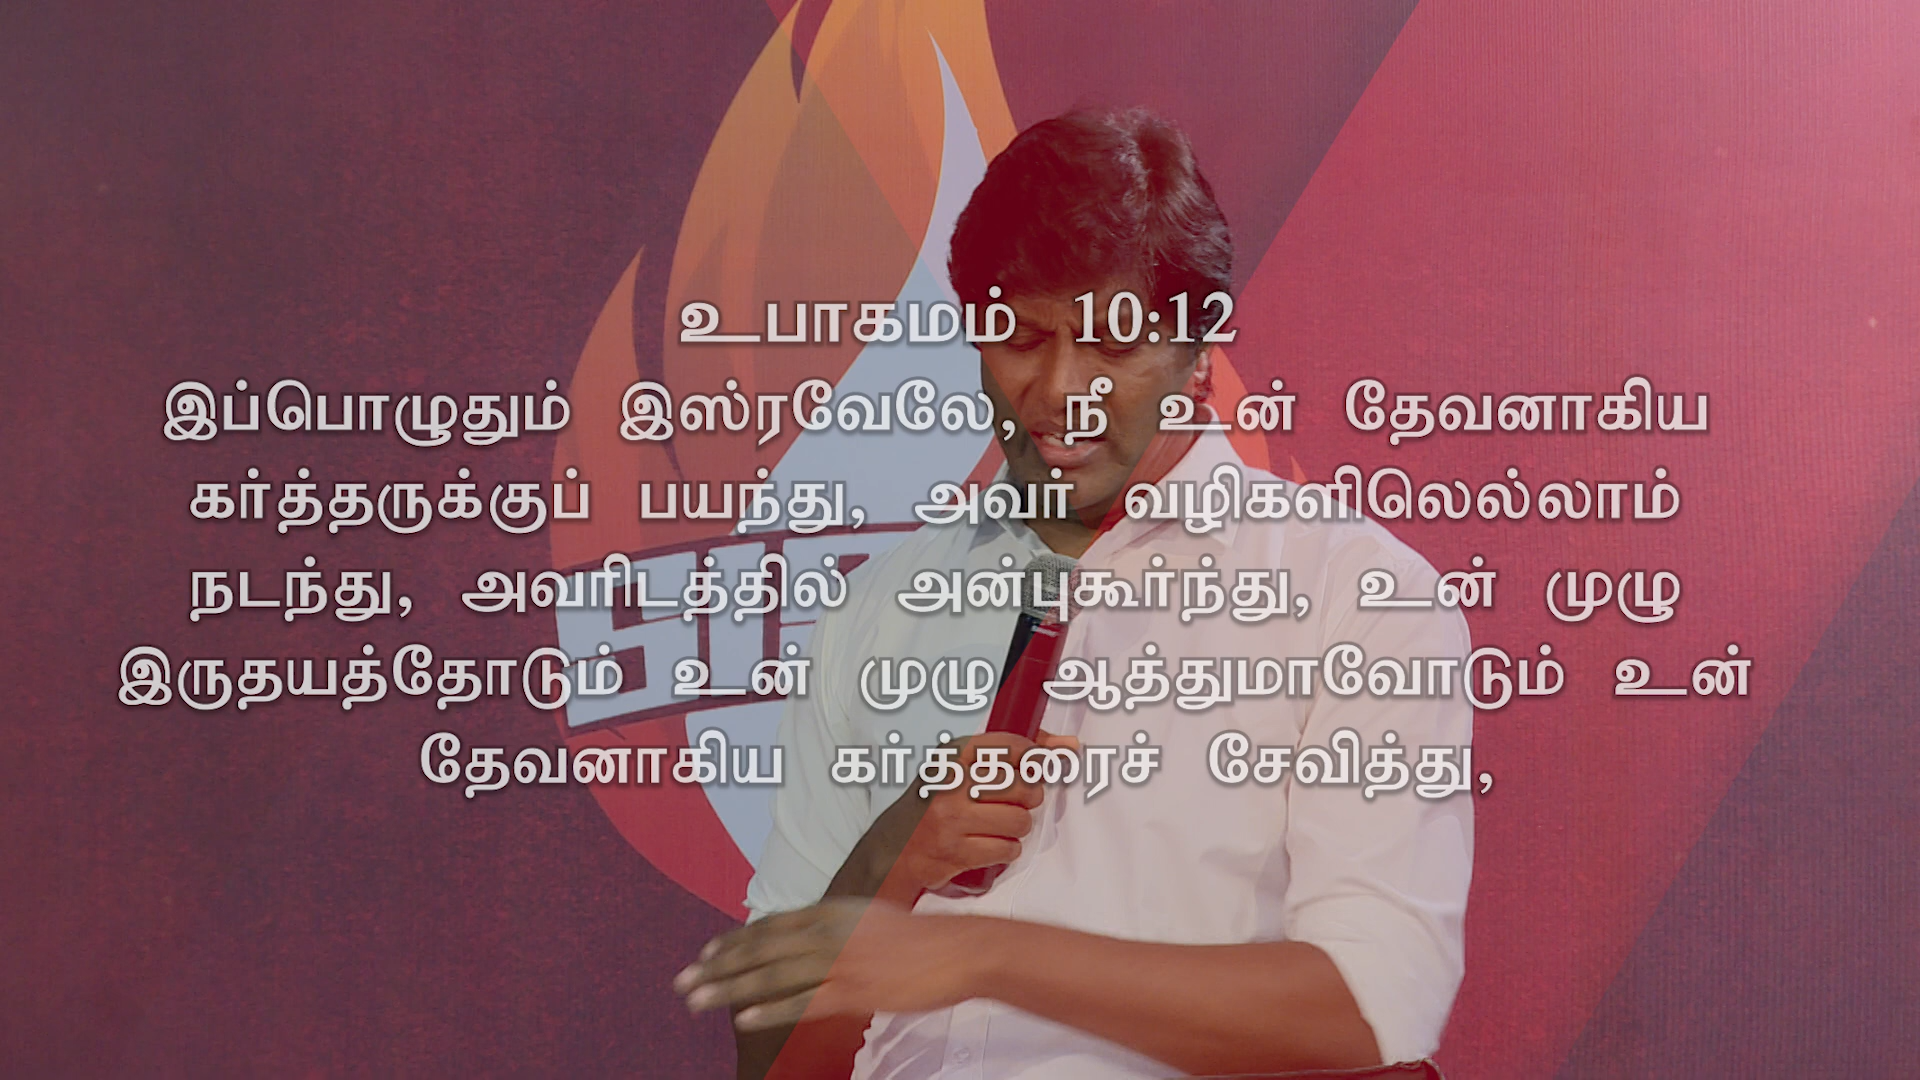 உபாகமம் 10:12
இப்பொழுதும் இஸ்ரவேலே, நீ உன் தேவனாகிய
கர்த்தருக்குப் பயந்து, அவர் வழிகளிலெல்லாம்
நடந்து, அவரிடத்தில் அன்புகூர்ந்து, உன் முழு
இருதயத்தோடும் உன் முழு ஆத்துமாவோடும் உன்
தேவனாகிய கர்த்தரைச் சேவித்து,